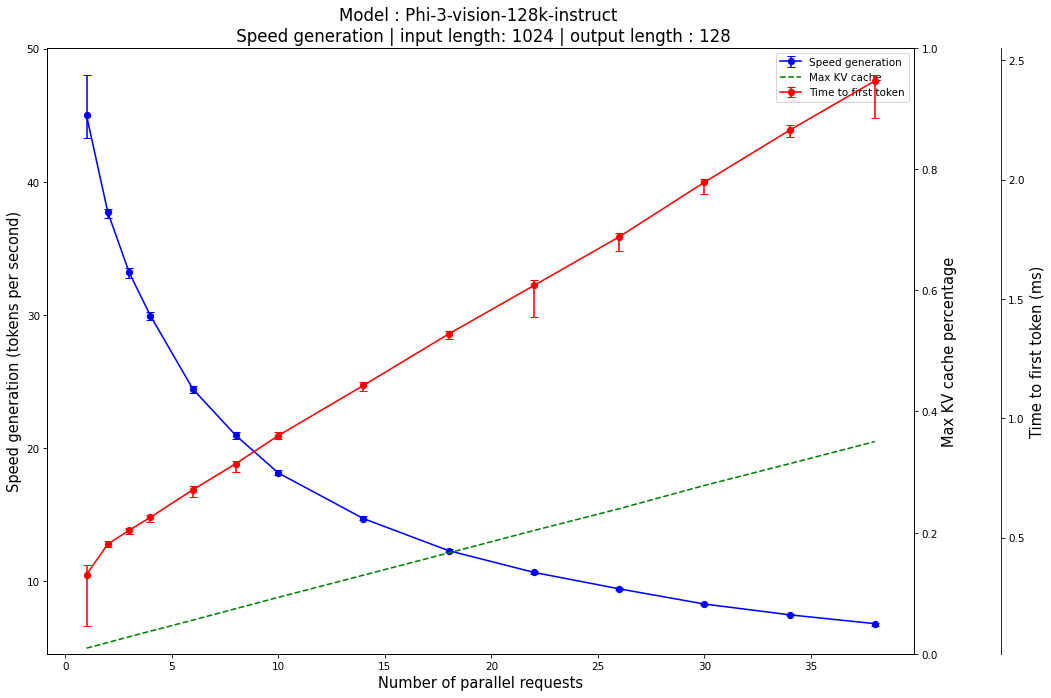 Model : Phi-3-vision-128k-instruct
Speed generation | input length: 1024 | output length : 128
Speed generation
Max KV cache
Time to first token
50
40
30
20
10
Speed generation (tokens per second)
1.0
0.8
0.6
0.4
0.2
0.0
Max KV cache percentage
2.5
2.0
1.5
1.0
0.5
Time to first token (ms)
0 5 10 15 20 25 30 35
Number of parallel requests